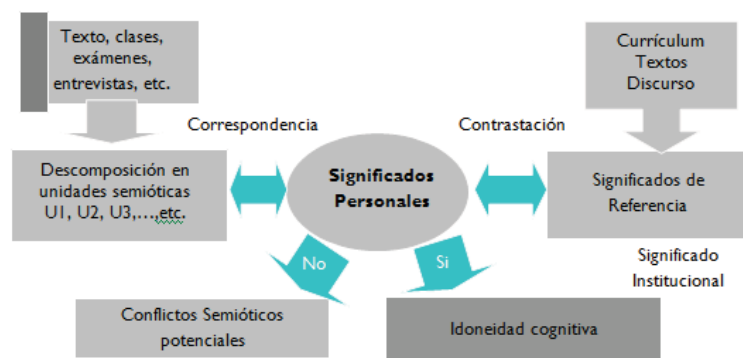 Texto, clases,
exámenes,
entrevistas, etc.
Currículum
Textos
Discurso
Correspondencia
Contrastación
Descomposición en
unidades semióticas
U1, U2, U3,…,etc.
Significados
Personales
Significados de
Referencia
No
Si
Significado
Institucional
Conflictos Semióticos
potenciales
Idoneidad cognitiva